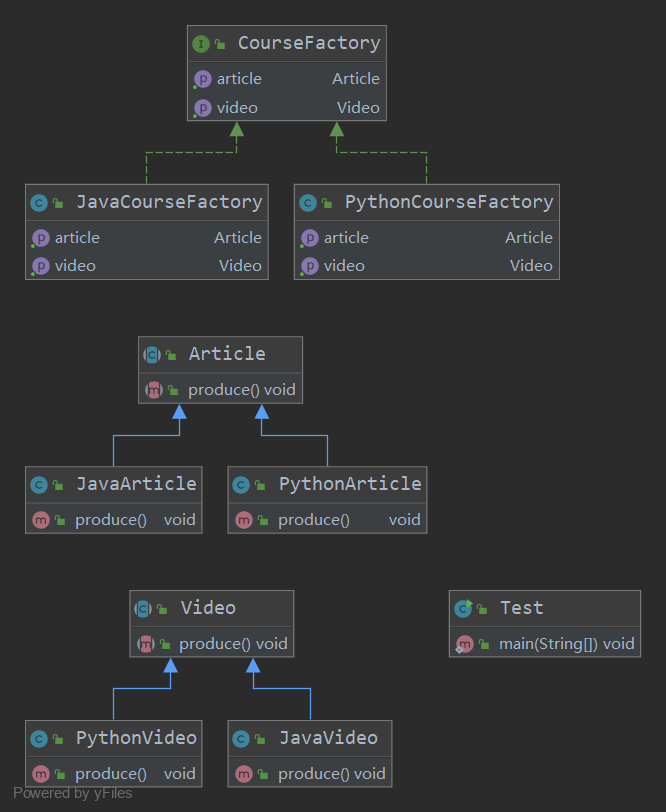 CourseFactory
article Article
video Video
JavaCourseFactory
article Article
video Video
PythonCourseFactory
article Article
video Video
Article
produce() void
JavaArticle
produce() void
PythonArticle
produce() void
Video
produce() void
Test
main(String[]) void
PythonVideo
produce() void
JavaVideo
produce() void
Powered by yFiles